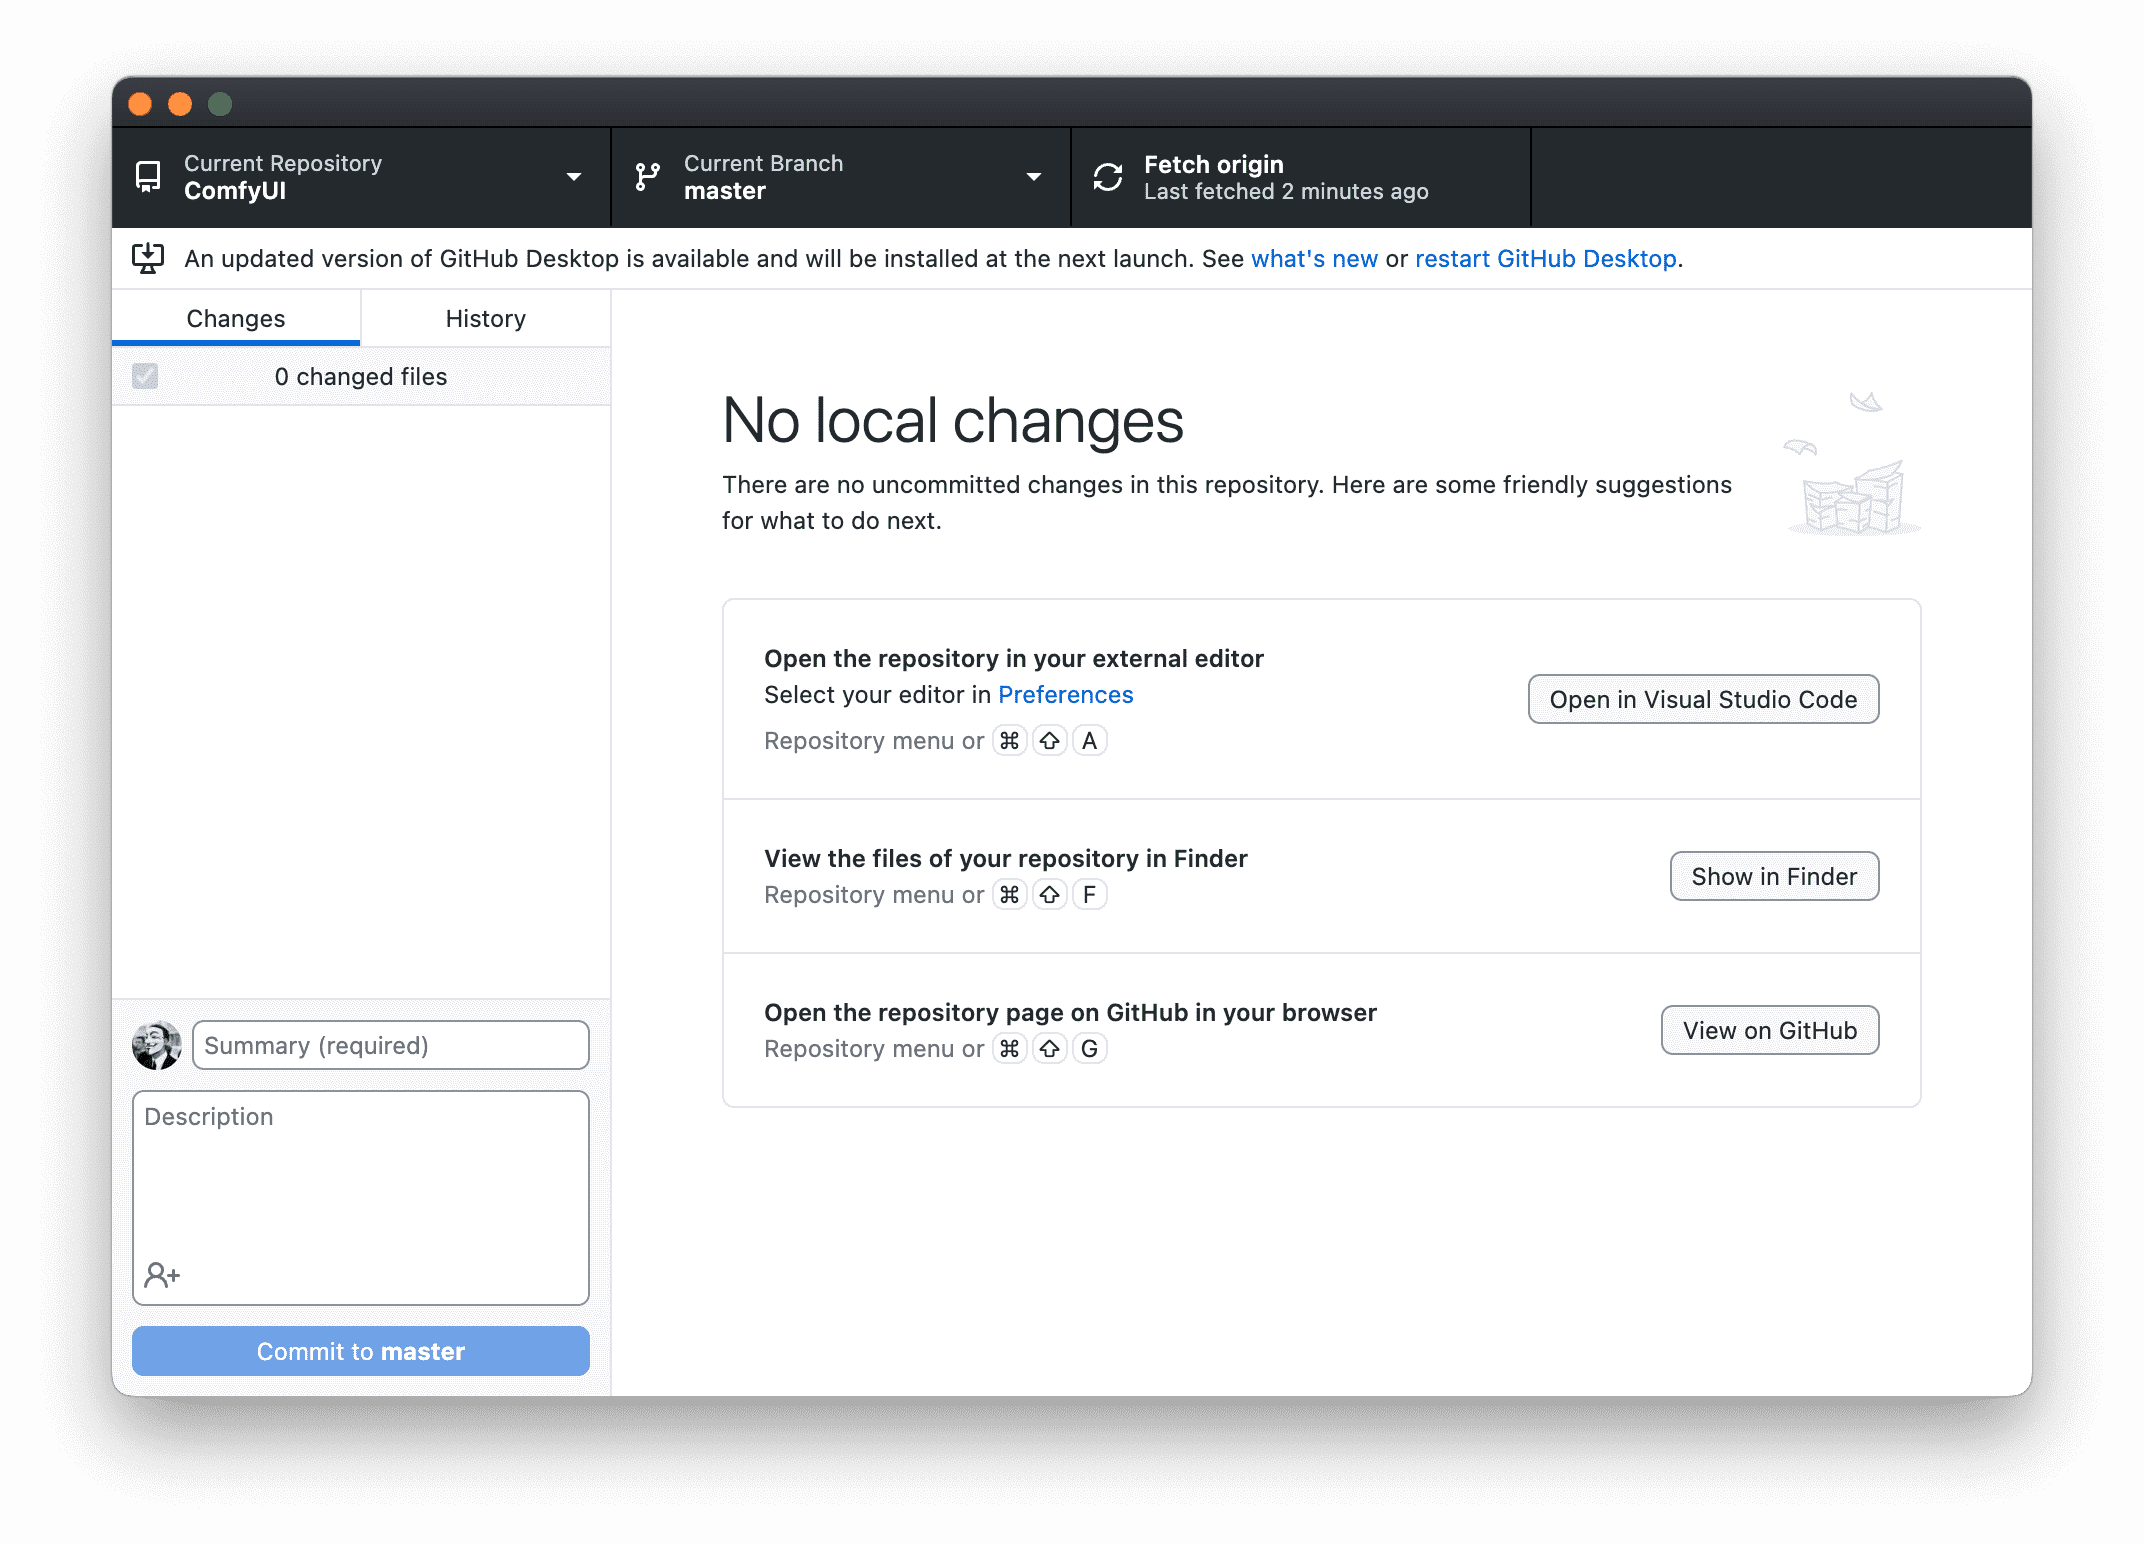 Current Repository
ComfyUI
Current Branch
master
Fetch origin
Last fetched 2 minutes ago
An updated version of GitHub Desktop is available and will be installed at the next launch. See what's new or restart GitHub Desktop.
Changes
History
0 changed files
No local changes
There are no uncommitted changes in this repository. Here are some friendly suggestions
for what to do next.
Open the repository in your external editor
Select your editor in Preferences
Repository menu or ⌘ ⇧ A
Open in Visual Studio Code
View the files of your repository in Finder
Repository menu or ⌘ ⇧ F
Show in Finder
Open the repository page on GitHub in your browser
Repository menu or ⌘ ⇧ G
View on GitHub
Summary (required)
Description
Commit to master